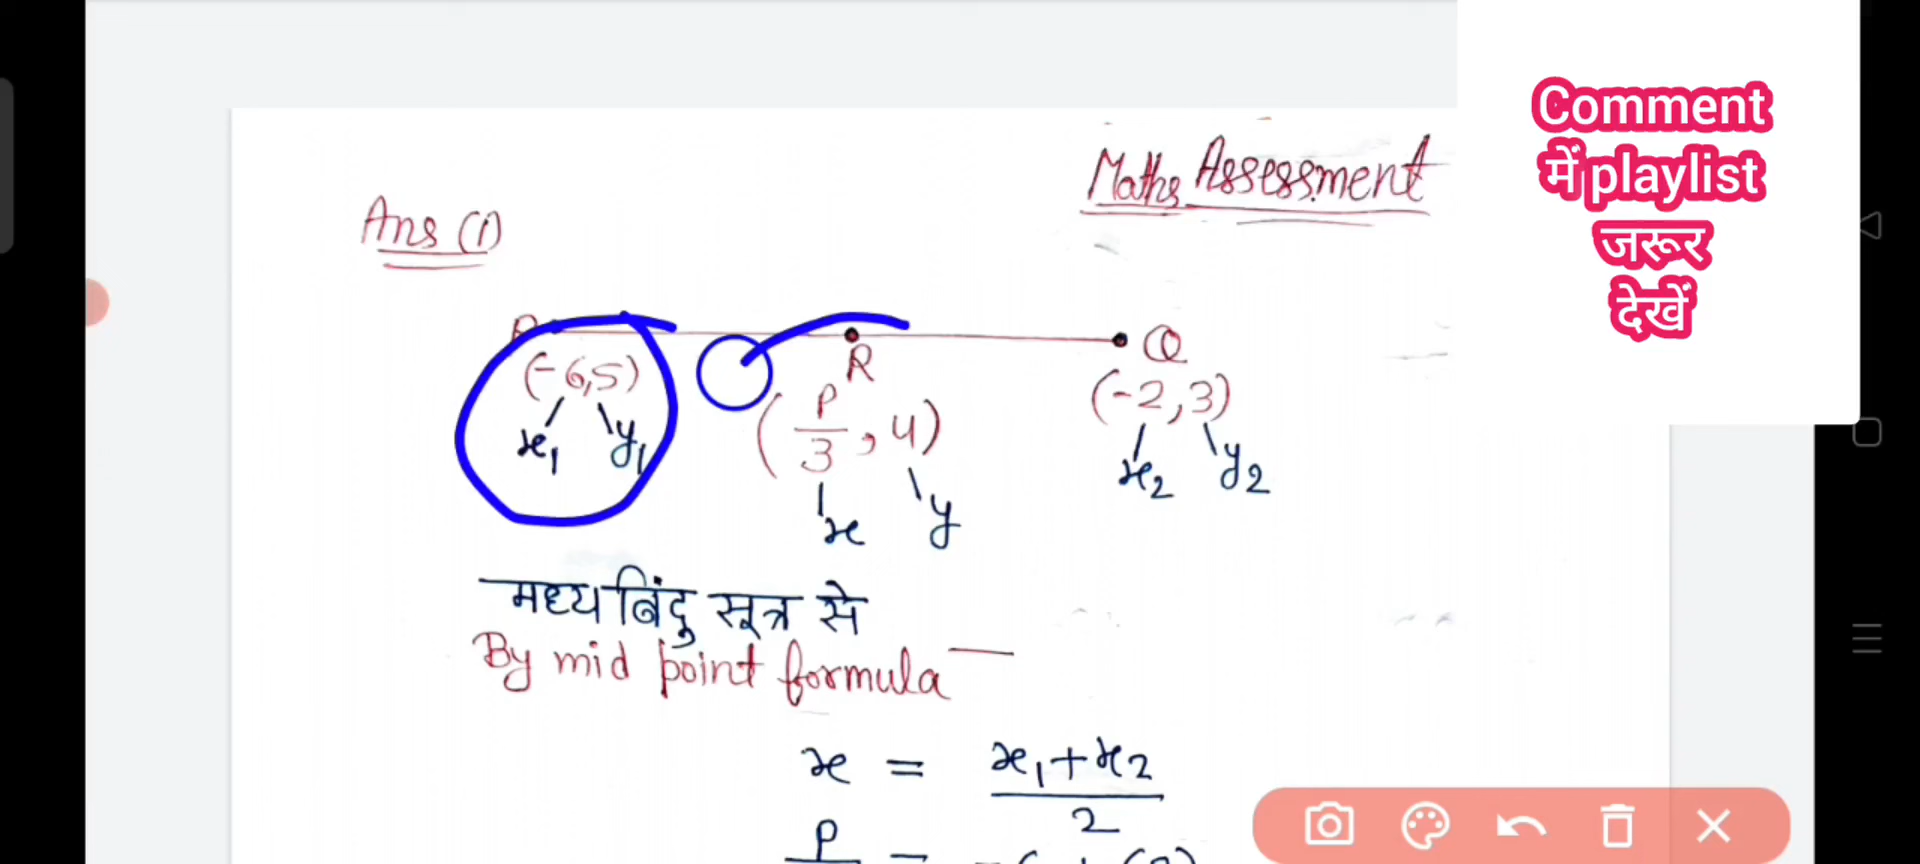 Comment
में playlist
जरूर
देखें
Maths Assessment
Ans (1)
R
Q
(-6,5)
(P/3, 4)
(-2,3)
x₁ y₁
x y
x₂ y₂
मध्य बिंदु सूत्र से
By mid point formula
x = x₁+x₂/2